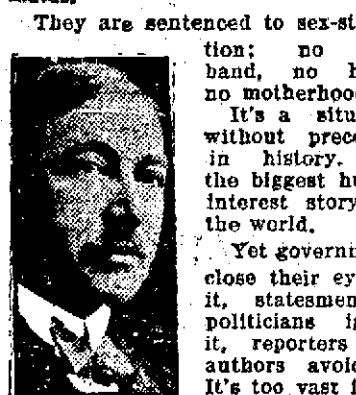 They are sentenced to sex-st
tion; no
band, no h
no motherhoo
It's a situ
without prece
in history.
the biggest hu
interest story
the world.
Yet governi
close their ey
it, statesmen
politicians ig
it, reporters
authors avoid
It's too vast f